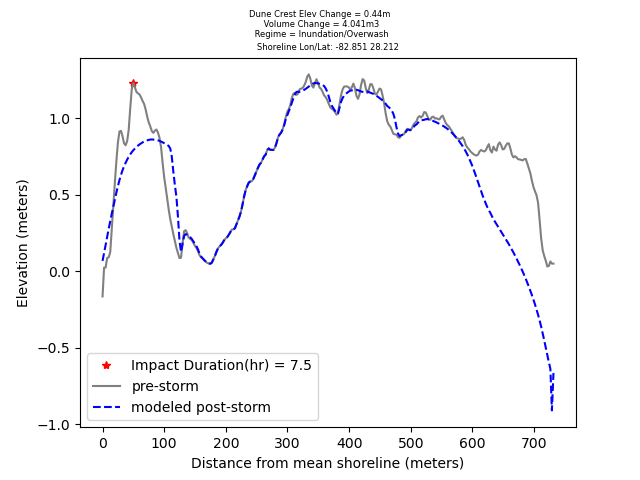 Dune Crest Elev Change = 0.44m
Volume Change = 4.041m3
Regime = Inundation/Overwash
Shoreline Lon/Lat: -82.851 28.212
1.0
0.5
0.0
−0.5
−1.0
Elevation (meters)
Impact Duration(hr) = 7.5
pre-storm
modeled post-storm
0 100 200 300 400 500 600 700
Distance from mean shoreline (meters)